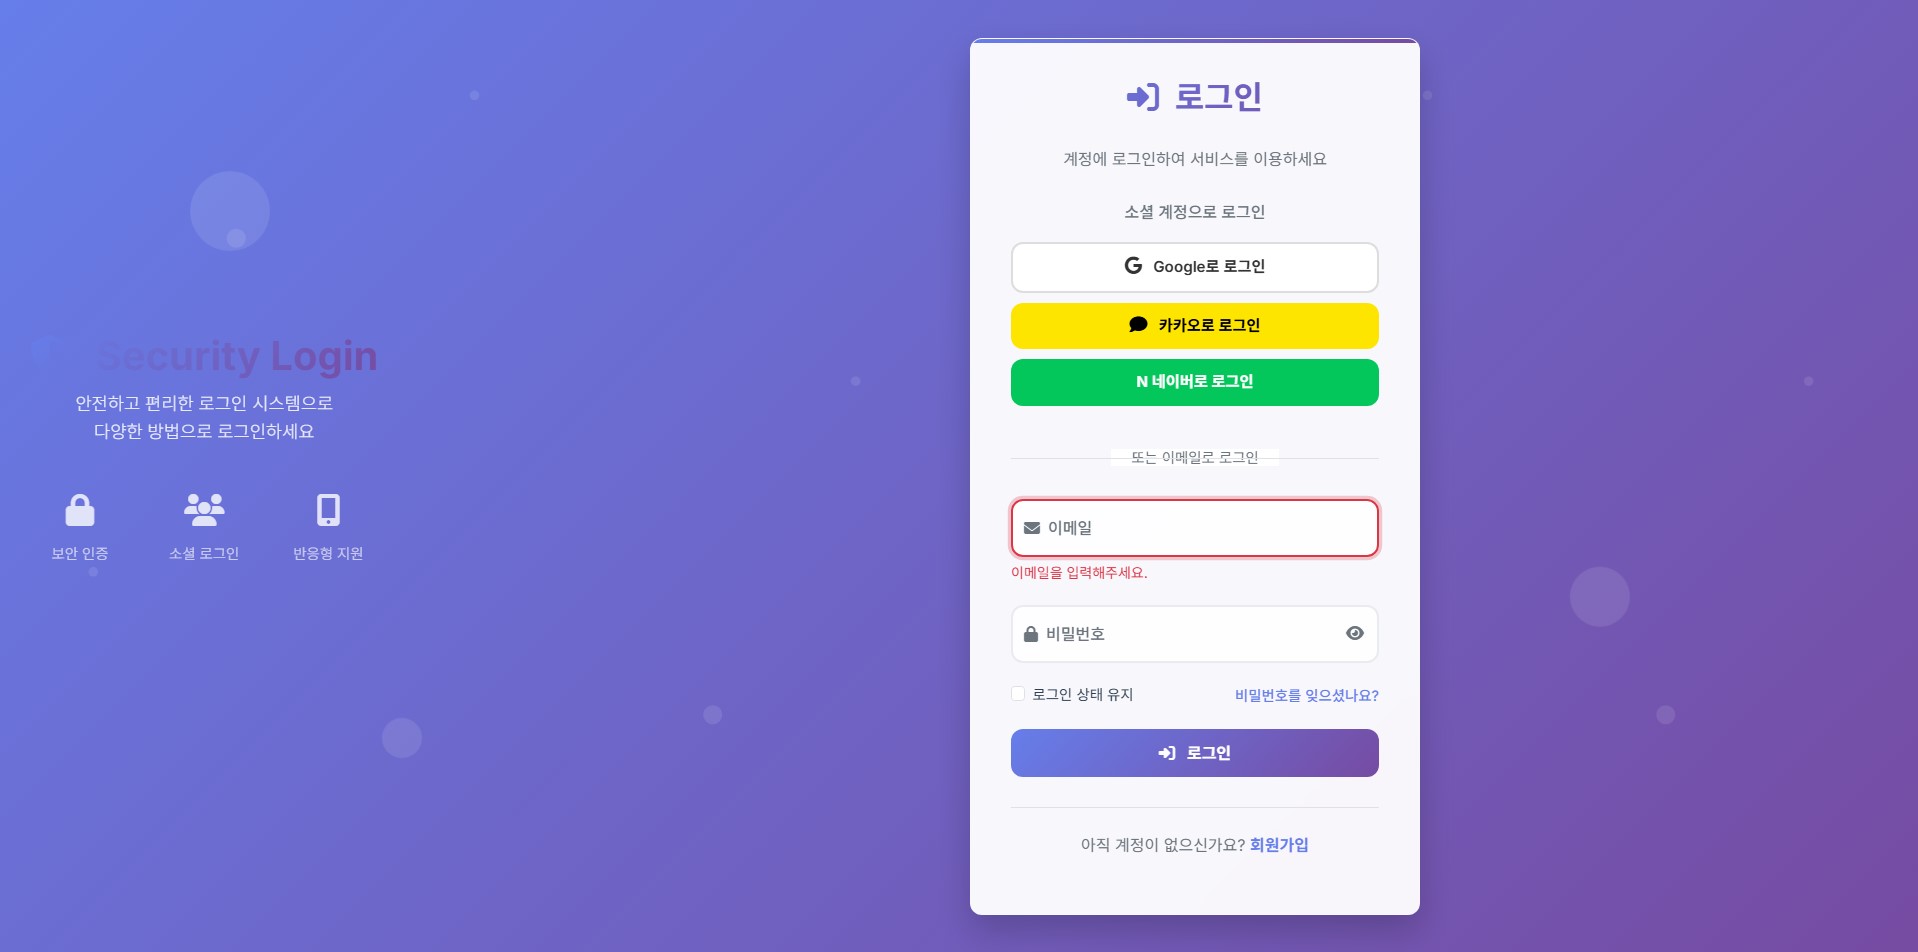 Security Login
안전하고 편리한 로그인 시스템으로
다양한 방법으로 로그인하세요
보안 인증
소셜 로그인
반응형 지원
로그인
계정에 로그인하여 서비스를 이용하세요
소셜 계정으로 로그인
Google로 로그인
카카오로 로그인
N 네이버로 로그인
또는 이메일로 로그인
이메일
이메일을 입력해주세요.
비밀번호
로그인 상태 유지
비밀번호를 잊으셨나요?
로그인
아직 계정이 없으신가요? 회원가입